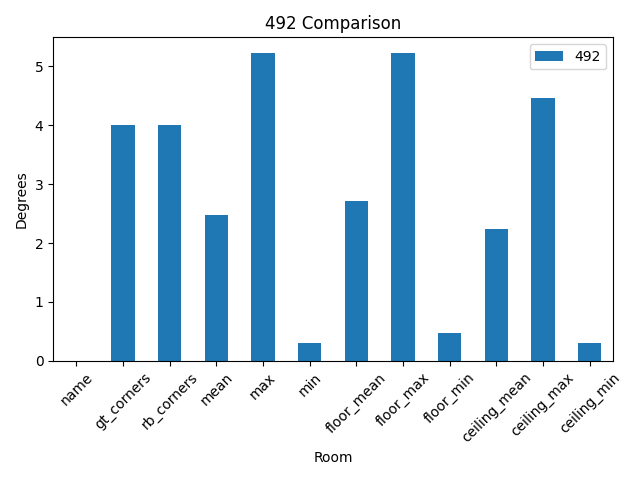 492 Comparison
492
Degrees
5
4
3
2
1
0
name
gt_corners
rb_corners
mean
max
min
floor_mean
floor_max
floor_min
ceiling_mean
ceiling_max
ceiling_min
Room